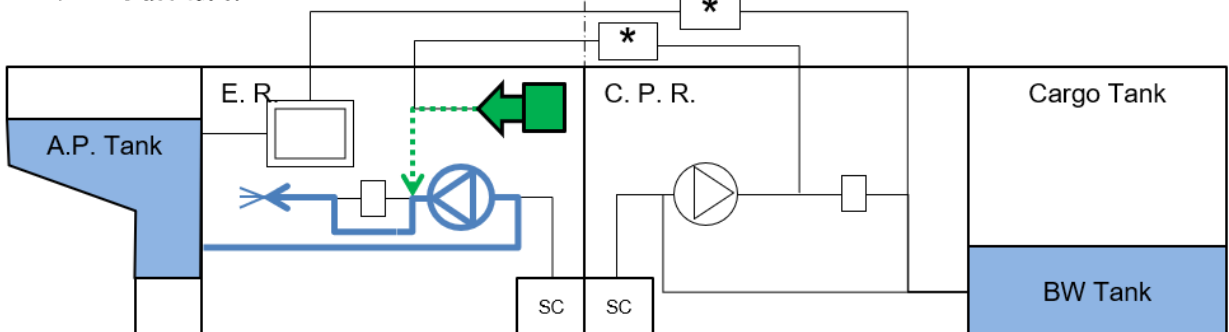 *
*
E. R.
C. P. R.
Cargo Tank
A.P. Tank
BW Tank
SC
SC